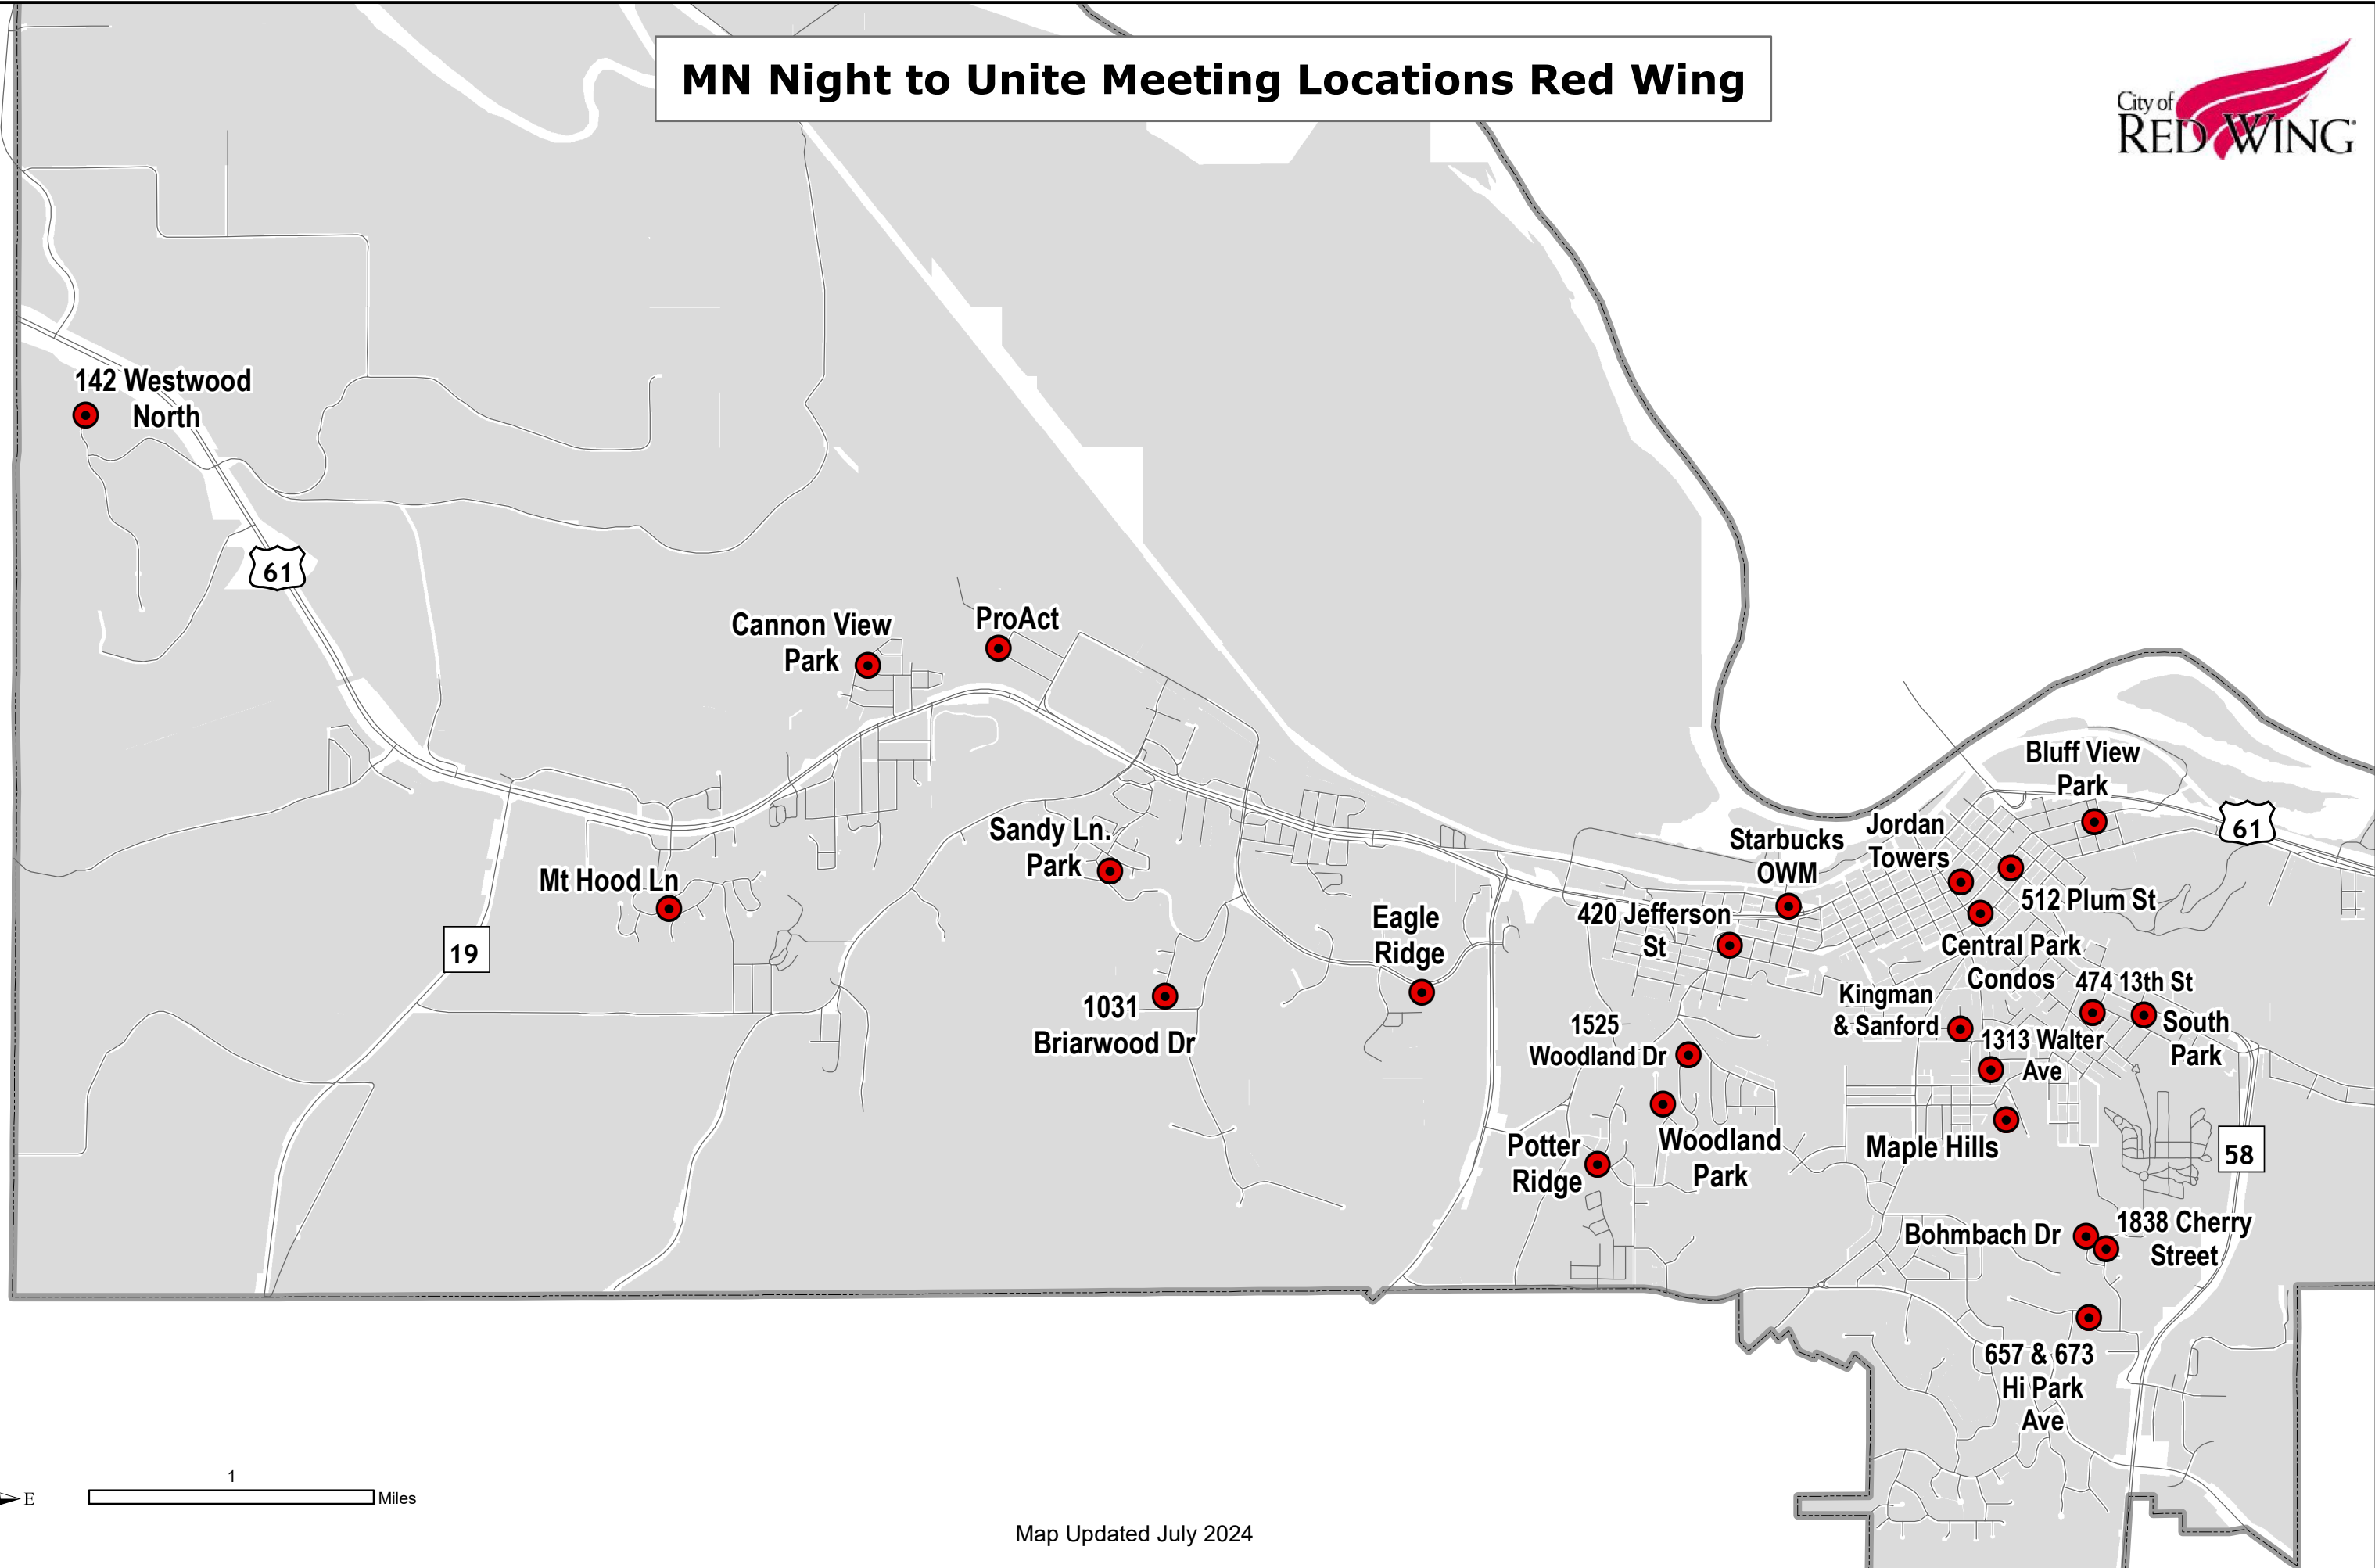 MN Night to Unite Meeting Locations Red Wing
City of
RED WING
142 Westwood
North
61
Cannon View
Park
ProAct
Mt Hood Ln
19
Sandy Ln.
Park
1031
Briarwood Dr
Eagle
Ridge
Starbucks
OWM
420 Jefferson
St
Jordan
Towers
Bluff View
Park
61
512 Plum St
Central Park
Condos
474 13th St
South
Park
Kingman
& Sanford
1313 Walter
Ave
1525
Woodland Dr
Woodland
Park
Potter
Ridge
Maple Hills
58
Bohmbach Dr
1838 Cherry
Street
657 & 673
Hi Park
Ave
E
1
Miles
Map Updated July 2024